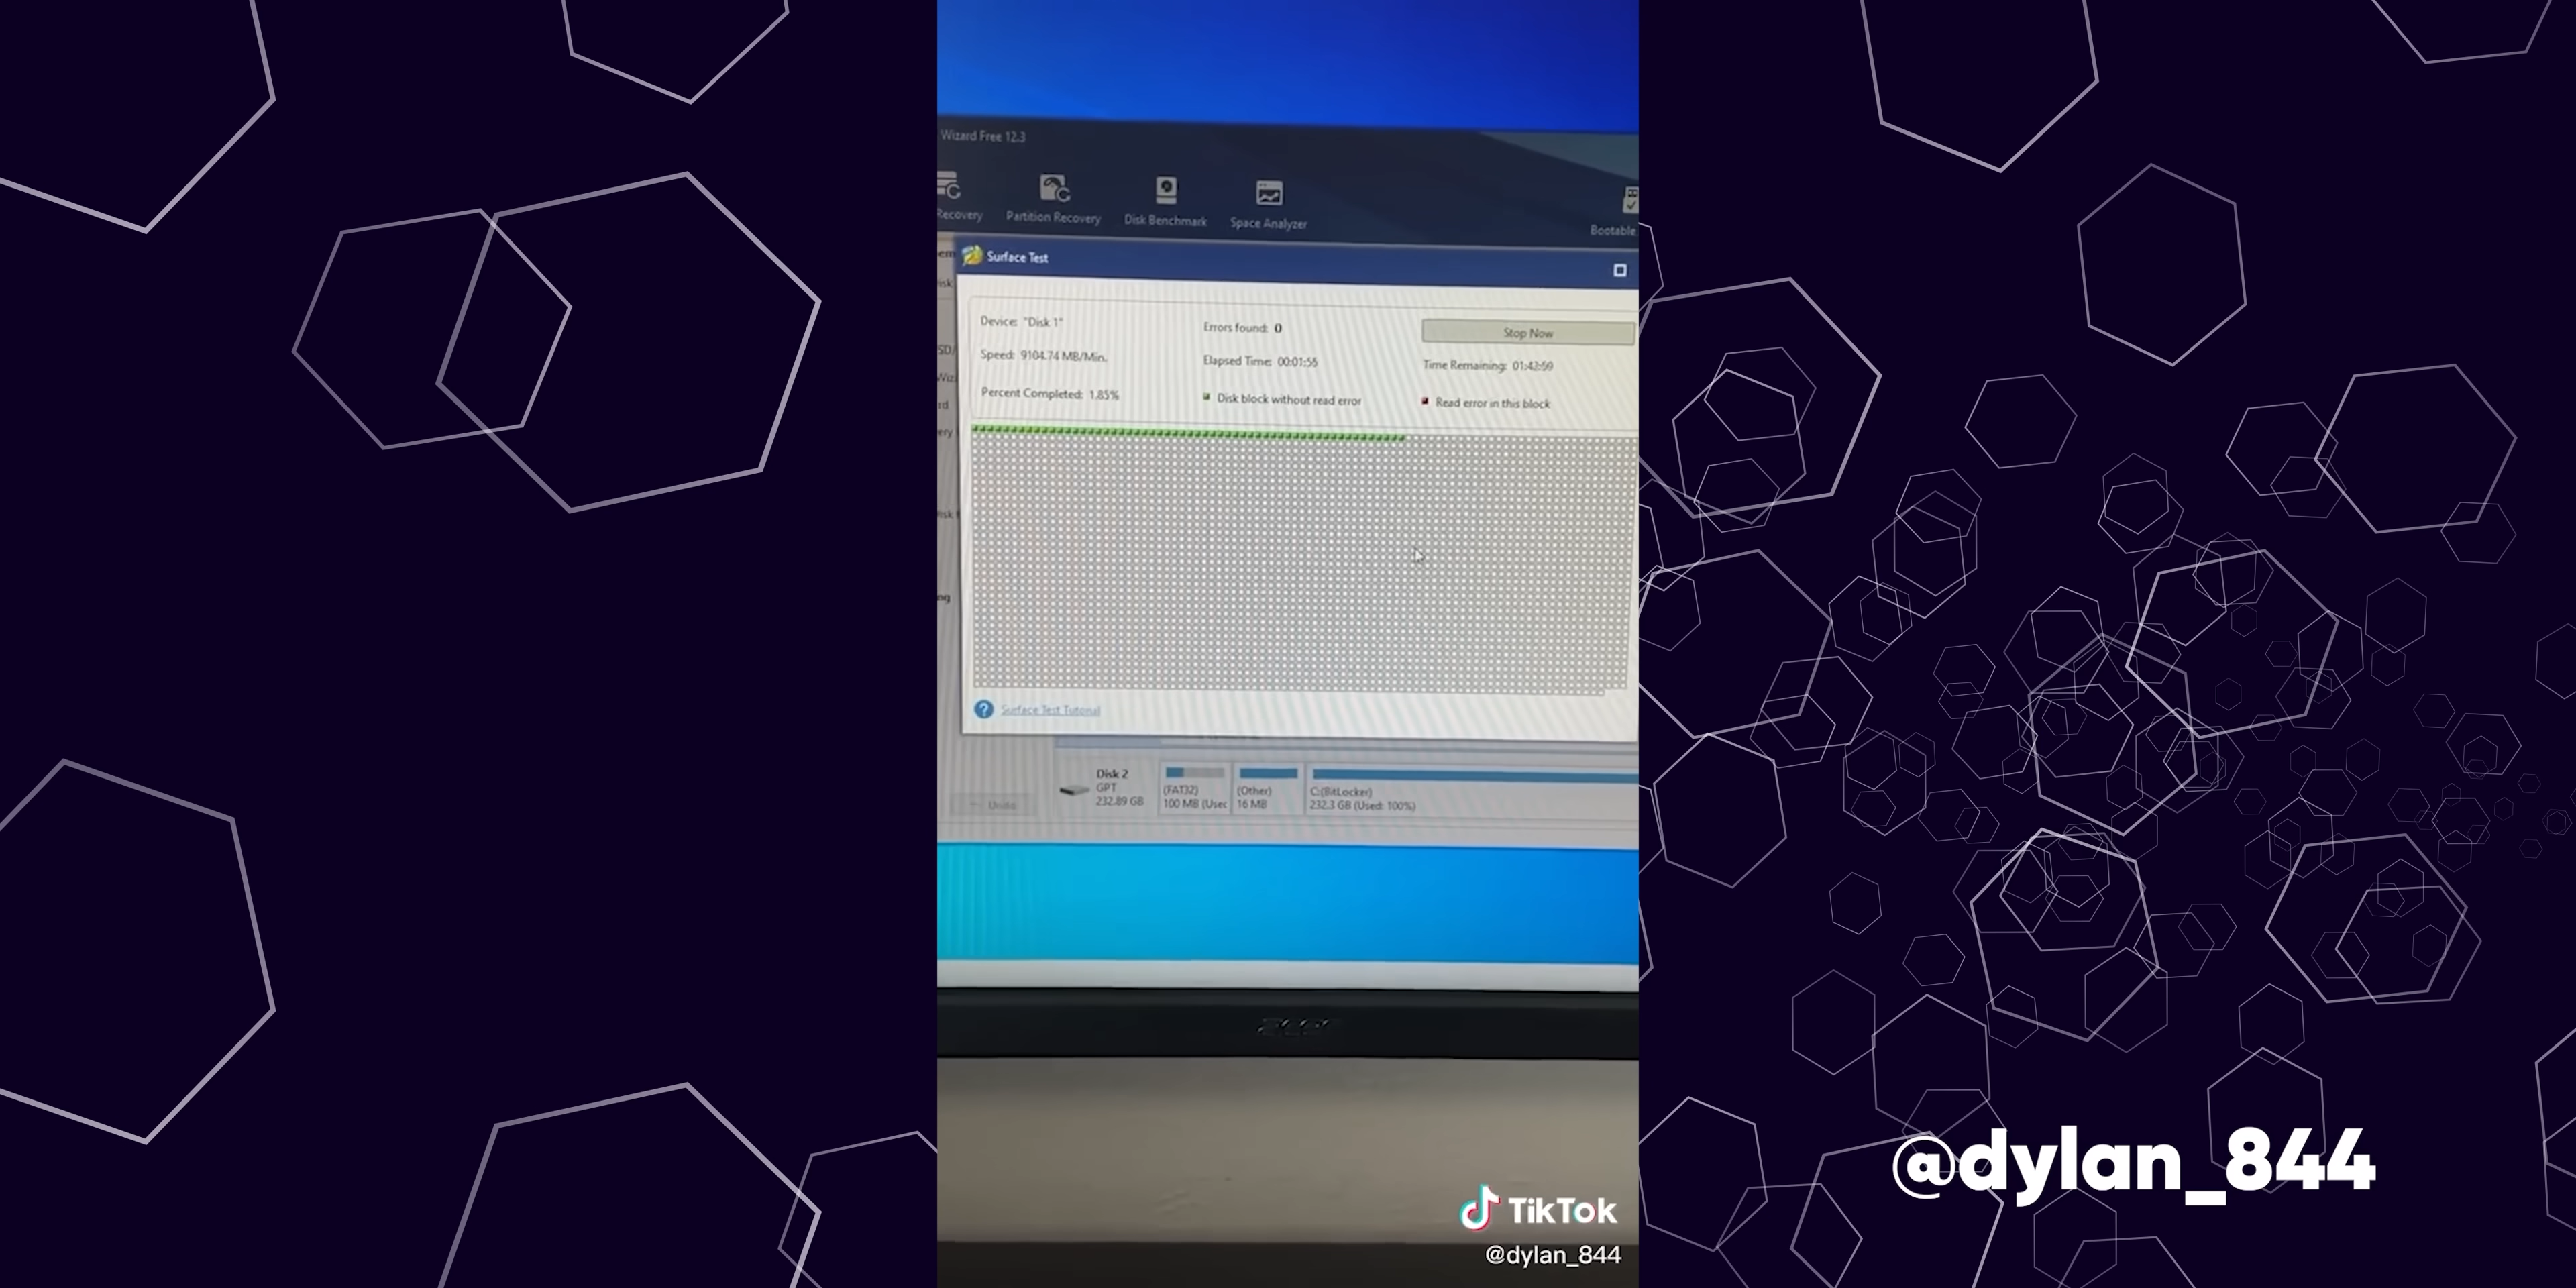 Wizard Free 12.3
Recovery
Partition Recovery
Disk Benchmark
Space Analyzer
Bootable
Surface Test
Device: "Disk 1"
Errors found: 0
Stop Now
Speed: 9104.74 MB/Min.
Elapsed Time: 00:01:55
Time Remaining: 01:42:59
Percent Completed: 1.85%
Disk block without read error
Read error in this block
Surface Test Tutorial
Disk 2
GPT
232.89 GB
(FAT32)
100 MB (Used
(Other)
16 MB
C:(BitLocker)
232.3 GB (Used: 100%)
Undo
acer
TikTok
@dylan_844
@dylan_844